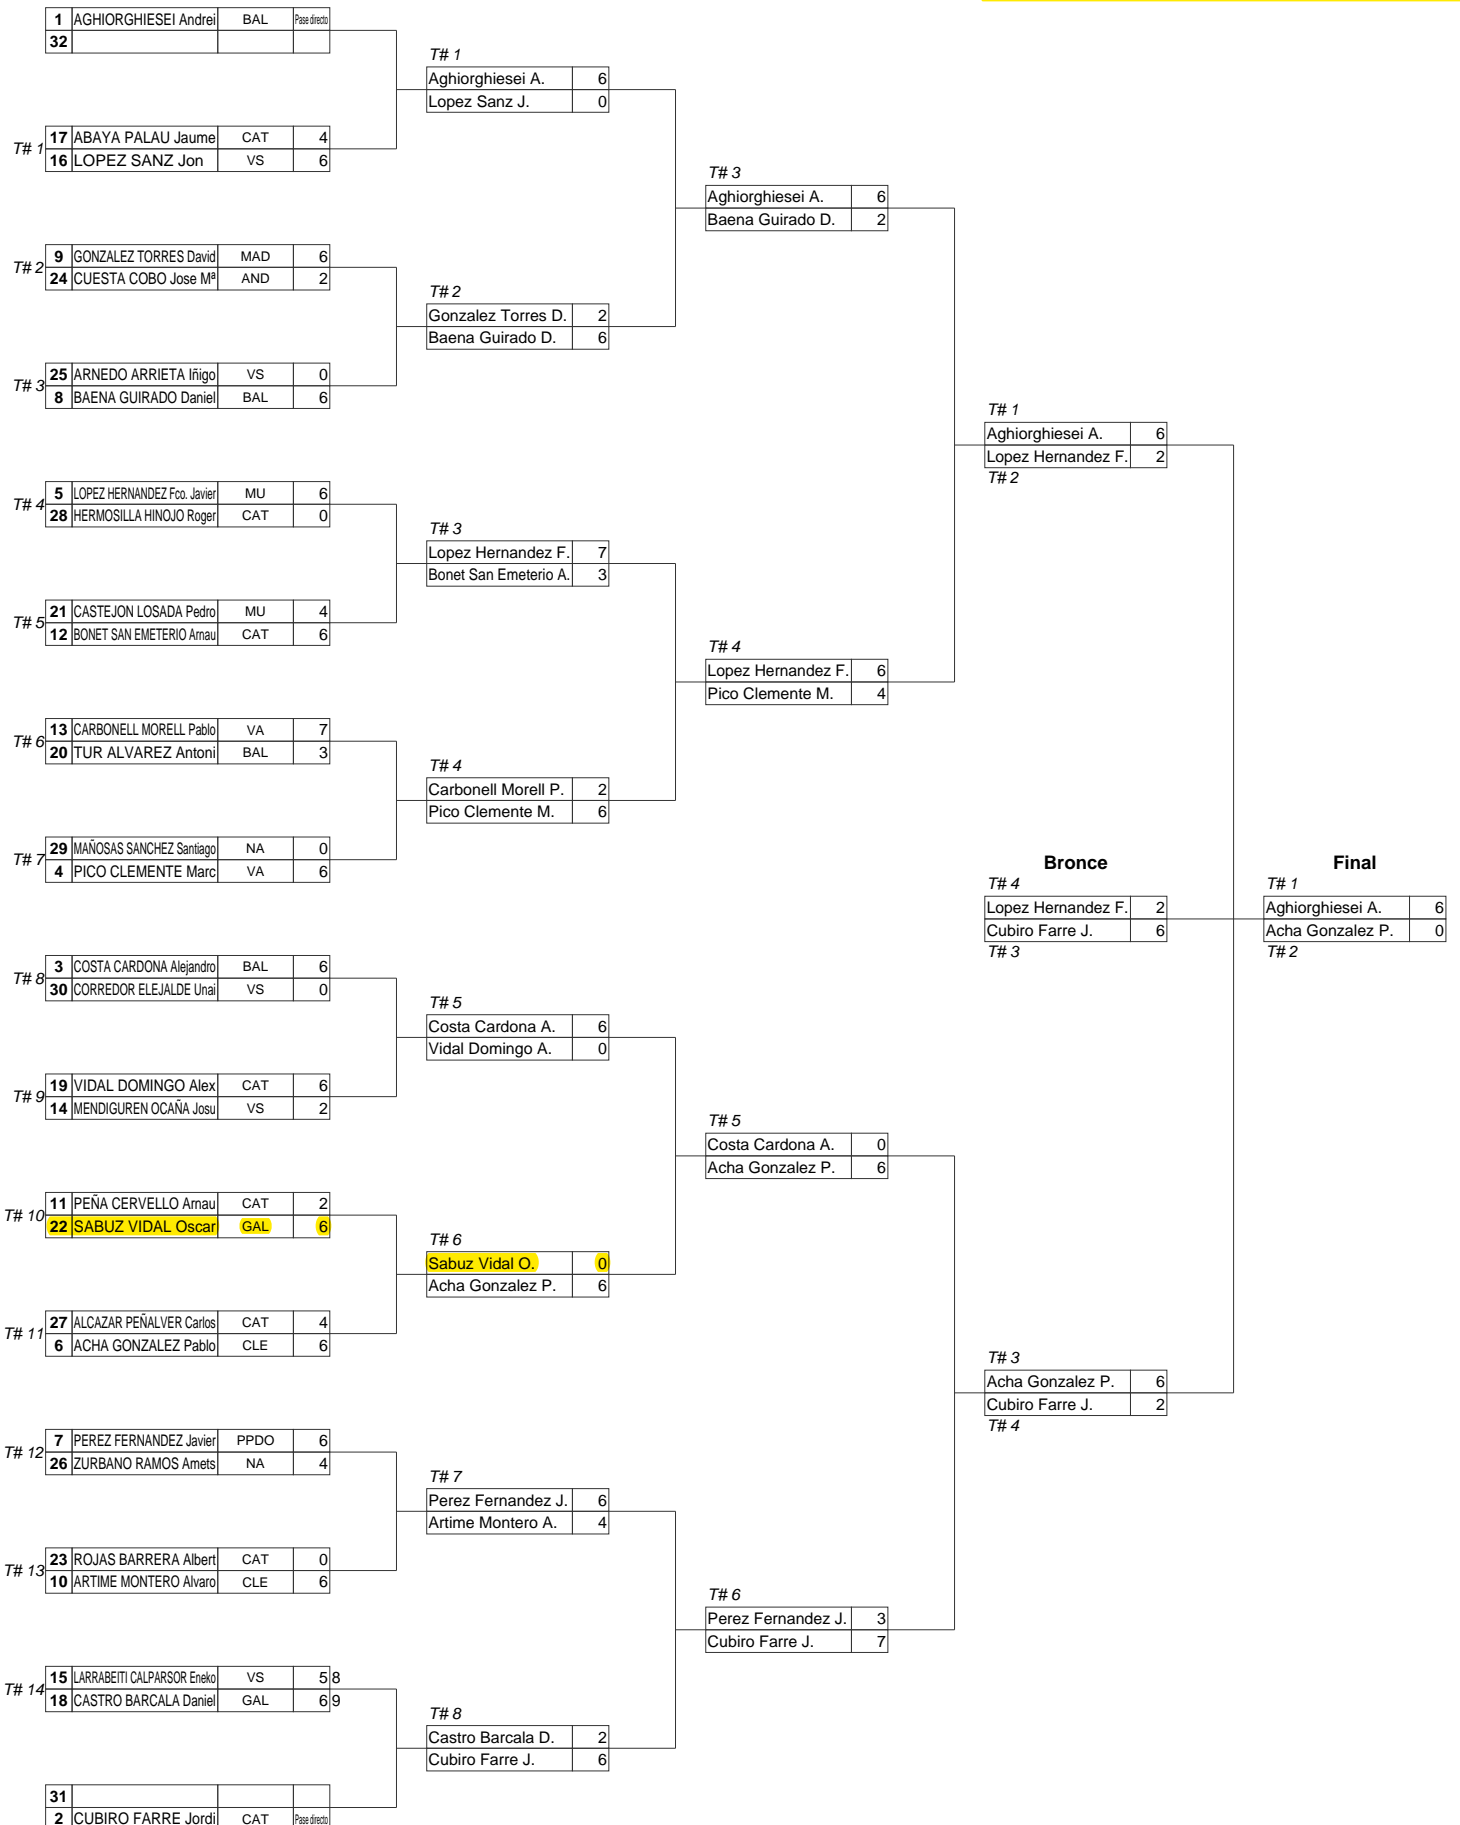 1 AGHIORGHIESEI Andrei BAL Pase directo
32
T# 1
Aghiorghiesei A. 6
Lopez Sanz J. 0
T# 1
17 ABAYA PALAU Jaume CAT 4
16 LOPEZ SANZ Jon VS 6
T# 3
Aghiorghiesei A. 6
Baena Guirado D. 2
T# 2
9 GONZALEZ TORRES David MAD 6
24 CUESTA COBO Jose Mª AND 2
T# 2
Gonzalez Torres D. 2
Baena Guirado D. 6
T# 3
25 ARNEDO ARRIETA Iñigo VS 0
8 BAENA GUIRADO Daniel BAL 6
T# 1
Aghiorghiesei A. 6
Lopez Hernandez F. 2
T# 2
T# 4
5 LOPEZ HERNANDEZ Fco. Javier MU 6
28 HERMOSILLA HINOJO Roger CAT 0
T# 3
Lopez Hernandez F. 7
Bonet San Emeterio A. 3
T# 5
21 CASTEJON LOSADA Pedro MU 4
12 BONET SAN EMETERIO Arnau CAT 6
T# 4
Lopez Hernandez F. 6
Pico Clemente M. 4
T# 6
13 CARBONELL MORELL Pablo VA 7
20 TUR ALVAREZ Antoni BAL 3
T# 4
Carbonell Morell P. 2
Pico Clemente M. 6
T# 7
29 MAÑOSAS SANCHEZ Santiago NA 0
4 PICO CLEMENTE Marc VA 6
Bronce Final
T# 4 T# 1
Lopez Hernandez F. 2 Aghiorghiesei A. 6
Cubiro Farre J. 6 Acha Gonzalez P. 0
T# 3 T# 2
T# 8
3 COSTA CARDONA Alejandro BAL 6
30 CORREDOR ELEJALDE Unai VS 0
T# 5
Costa Cardona A. 6
Vidal Domingo A. 0
T# 9
19 VIDAL DOMINGO Alex CAT 6
14 MENDIGUREN OCAÑA Josu VS 2
T# 5
Costa Cardona A. 0
Acha Gonzalez P. 6
T# 10
11 PEÑA CERVELLO Arnau CAT 2
22 SABUZ VIDAL Oscar GAL 6
T# 6
Sabuz Vidal O. 0
Acha Gonzalez P. 6
T# 11
27 ALCAZAR PEÑALVER Carlos CAT 4
6 ACHA GONZALEZ Pablo CLE 6
T# 3
Acha Gonzalez P. 6
Cubiro Farre J. 2
T# 4
T# 12
7 PEREZ FERNANDEZ Javier PPDO 6
26 ZURBANO RAMOS Amets NA 4
T# 7
Perez Fernandez J. 6
Artime Montero A. 4
T# 13
23 ROJAS BARRERA Albert CAT 0
10 ARTIME MONTERO Alvaro CLE 6
T# 6
Perez Fernandez J. 3
Cubiro Farre J. 7
T# 14
15 LARRABEITI CALPARSOR Eneko VS 5 8
18 CASTRO BARCALA Daniel GAL 6 9
T# 8
Castro Barcala D. 2
Cubiro Farre J. 6
31
2 CUBIRO FARRE Jordi CAT Pase directo